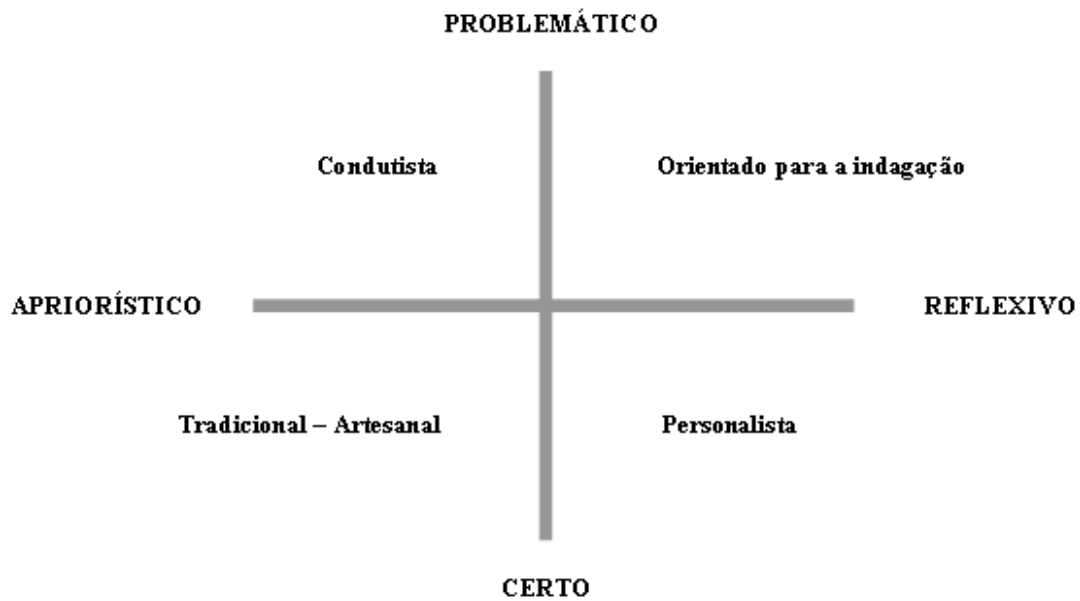 PROBLEMÁTICO
Condutista
Orientado para a indagação
APRIORÍSTICO
REFLEXIVO
Tradicional – Artesanal
Personalista
CERTO